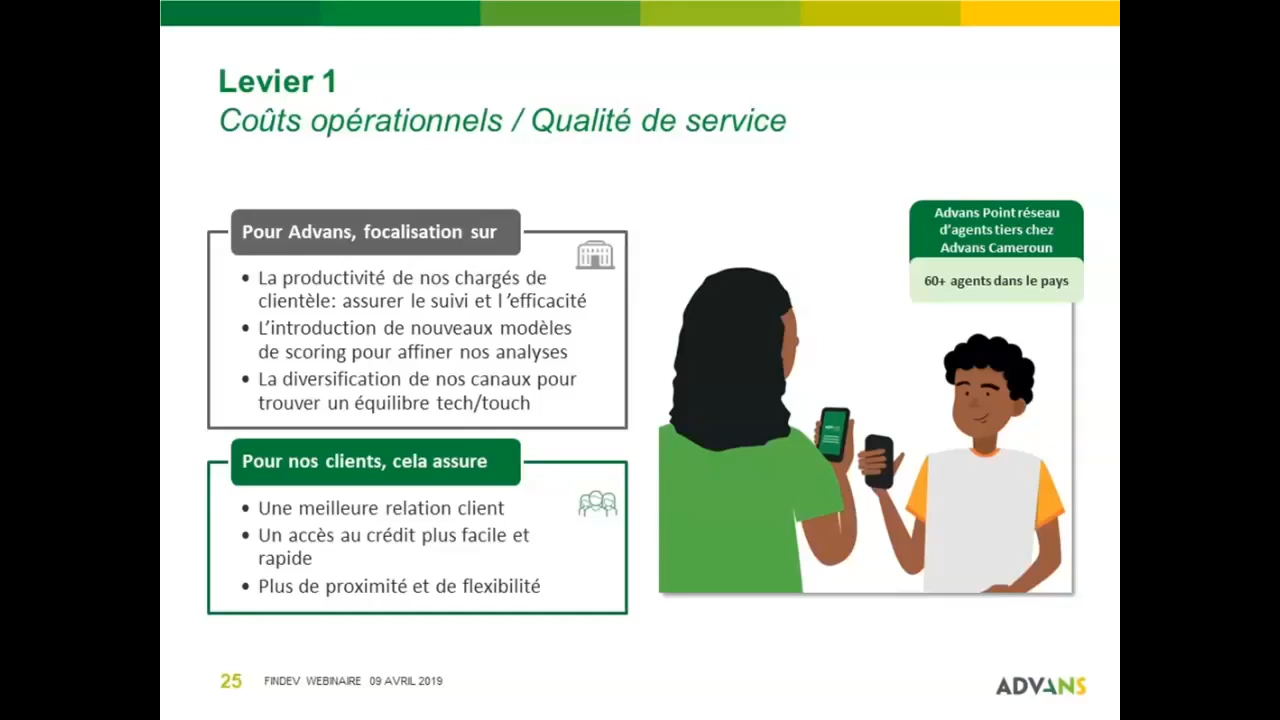 Levier 1
Coûts opérationnels / Qualité de service
Pour Advans, focalisation sur
• La productivité de nos chargés de
clientèle: assurer le suivi et l ’efficacité
• L’introduction de nouveaux modèles
de scoring pour affiner nos analyses
• La diversification de nos canaux pour
trouver un équilibre tech/touch
Pour nos clients, cela assure
• Une meilleure relation client
• Un accès au crédit plus facile et
rapide
• Plus de proximité et de flexibilité
Advans Point réseau
d’agents tiers chez
Advans Cameroun
60+ agents dans le pays
25 FINDEV WEBINAIRE 09 AVRIL 2019
ADVANS